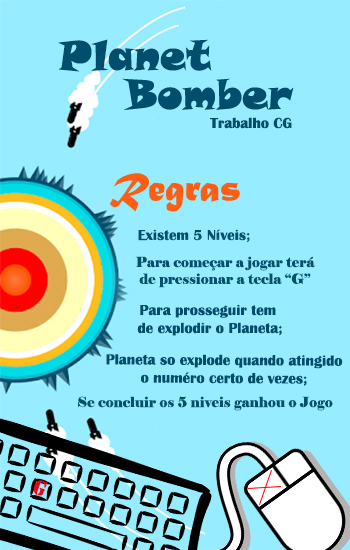 Planet
Bomber
Trabalho CG
Regras
Existem 5 Níveis;
Para começar a jogar terá
de pressionar a tecla “G”
Para prosseguir tem
de explodir o Planeta;
Planeta so explode quando atingido
o numéro certo de vezes;
Se concluir os 5 niveis ganhou o Jogo
G